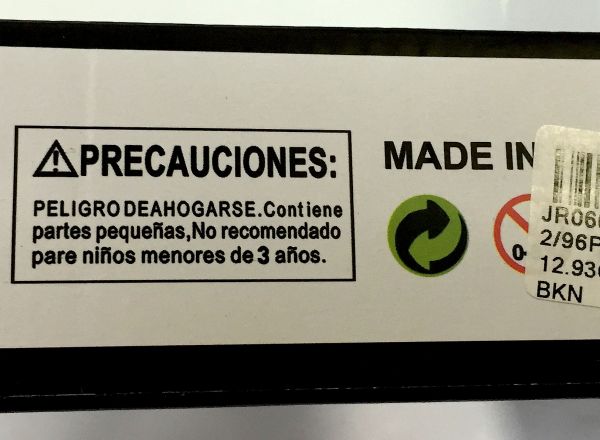 ⚠PRECAUCIONES:
PELIGRO DEAHOGARSE.Contiene
partes pequeñas,No recomendado
pare niños menores de 3 años.
MADE IN
0-
JR06
2/96P
12.93
BKN